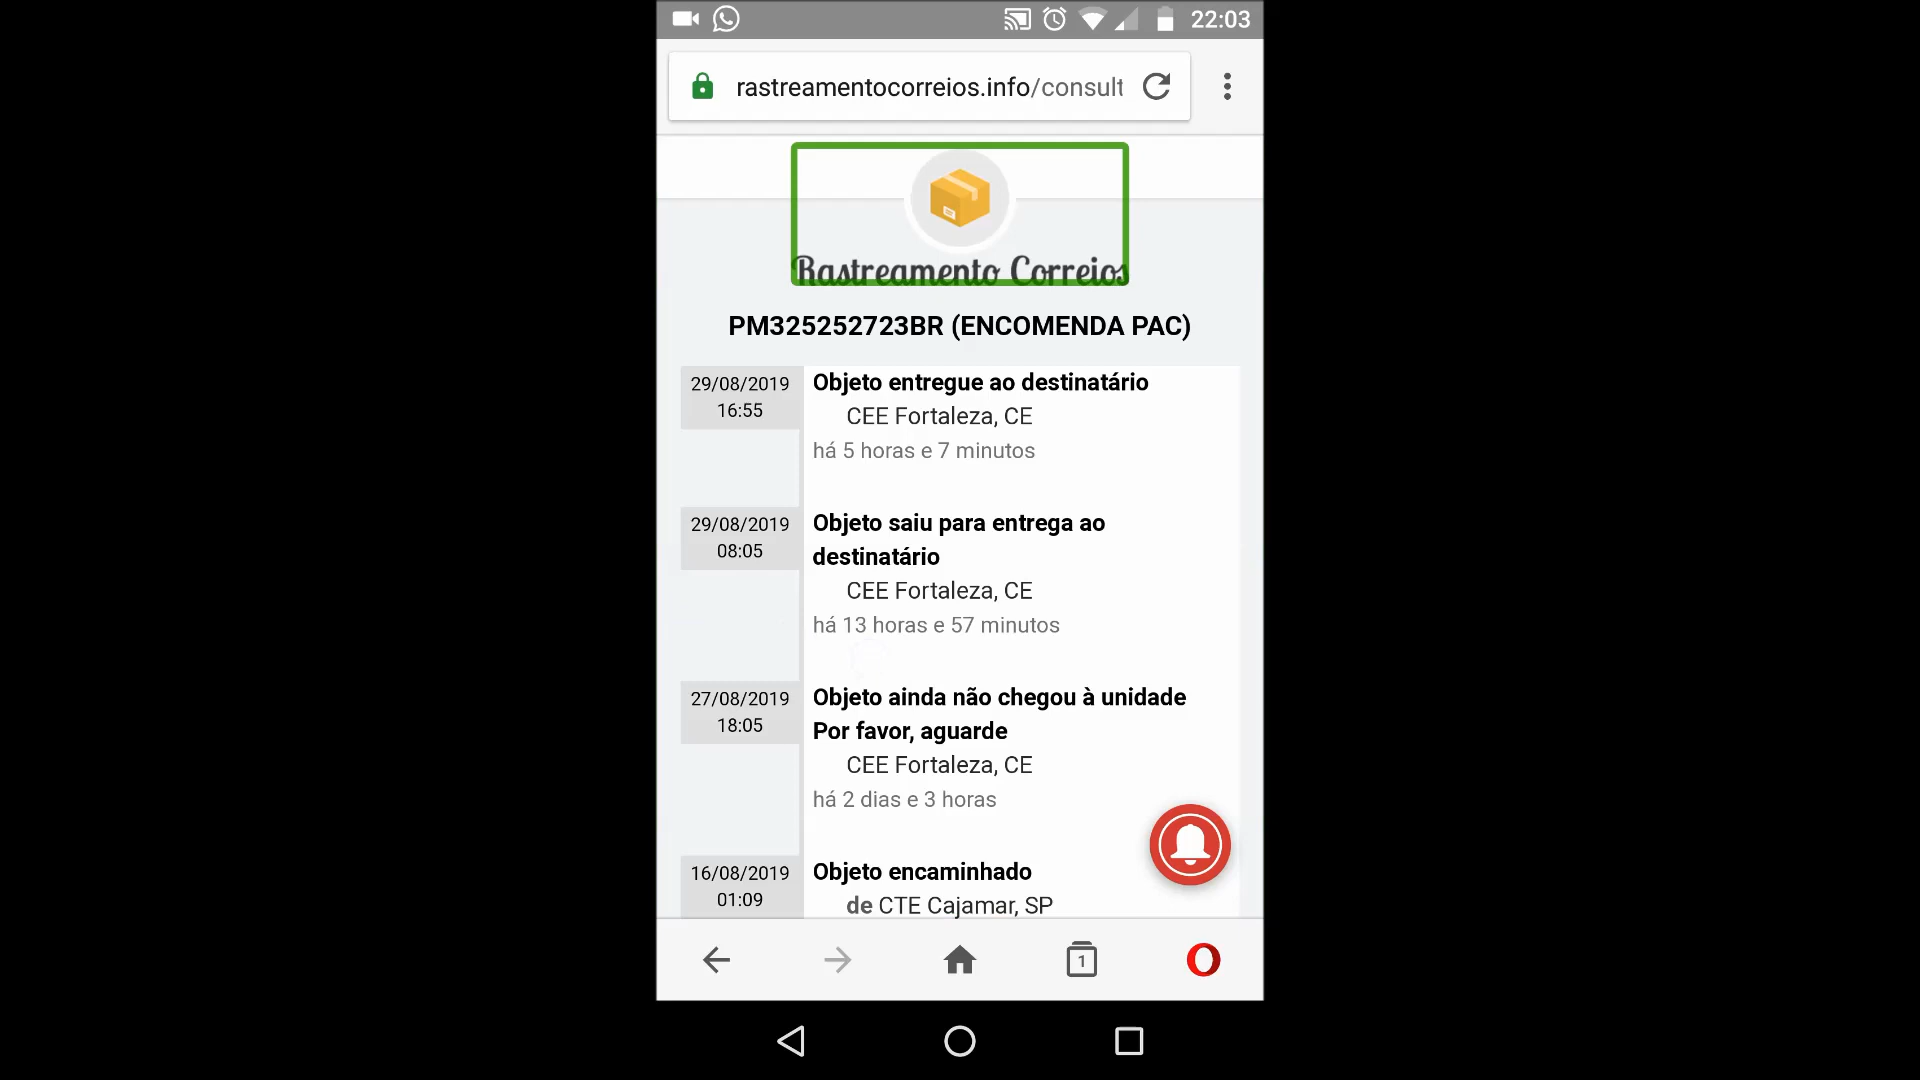 22:03
rastreamentocorreios.info/consult
Rastreamento Correios
PM325252723BR (ENCOMENDA PAC)
29/08/2019
16:55
Objeto entregue ao destinatário
CEE Fortaleza, CE
há 5 horas e 7 minutos
29/08/2019
08:05
Objeto saiu para entrega ao
destinatário
CEE Fortaleza, CE
há 13 horas e 57 minutos
27/08/2019
18:05
Objeto ainda não chegou à unidade
Por favor, aguarde
CEE Fortaleza, CE
há 2 dias e 3 horas
16/08/2019
01:09
Objeto encaminhado
de CTE Cajamar, SP
1